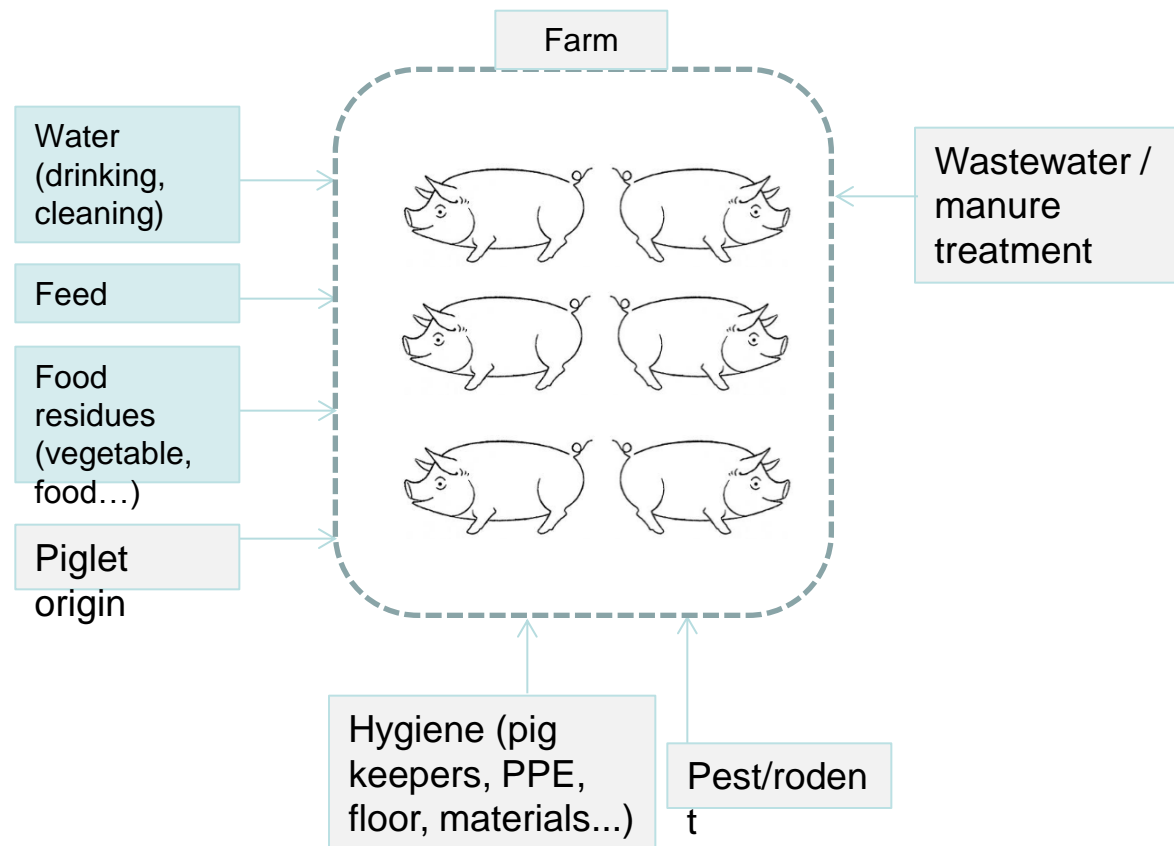 Farm
Water
(drinking,
cleaning)
Feed
Food
residues
(vegetable,
food…)
Piglet
origin
Wastewater /
manure
treatment
Hygiene (pig
keepers, PPE,
floor, materials...)
Pest/roden
t